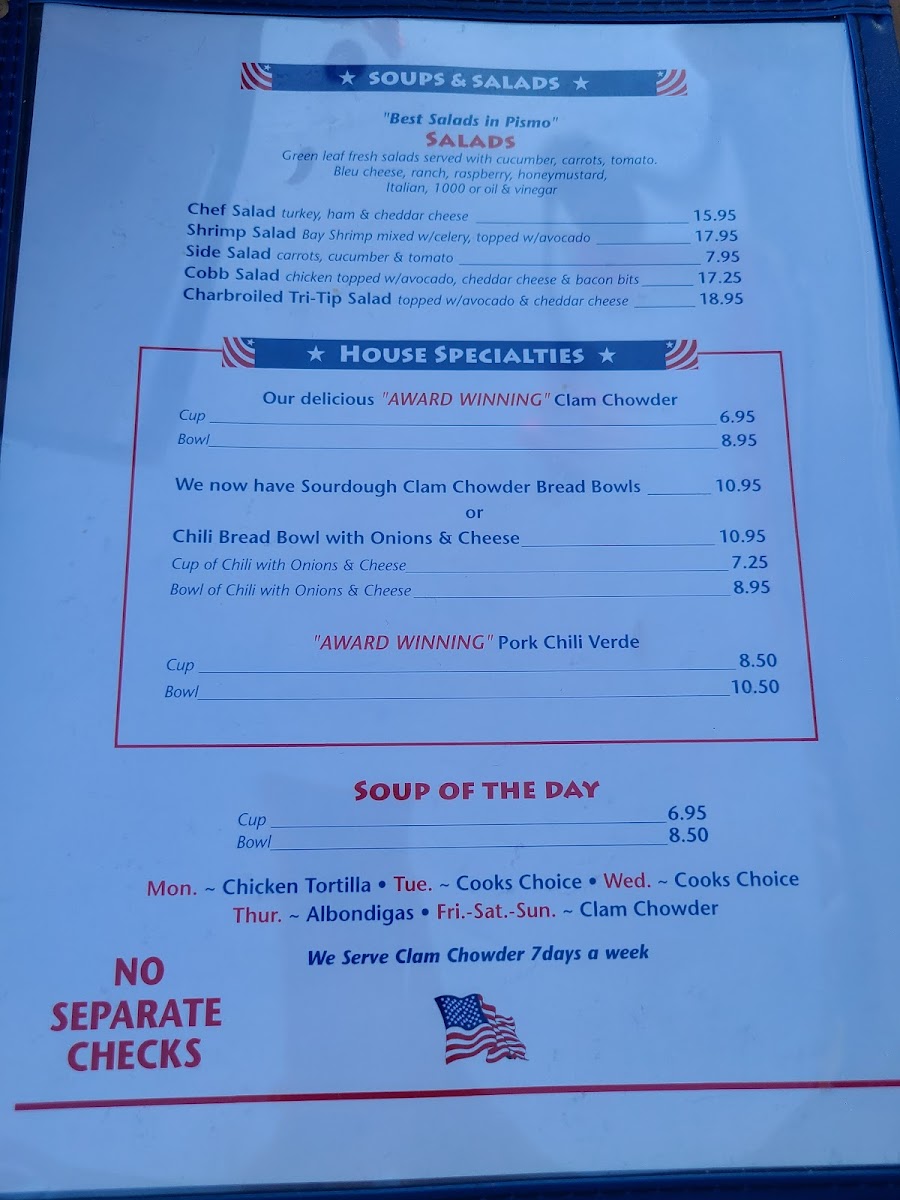 ★ SOUPS & SALADS ★
"Best Salads in Pismo"
SALADS
Green leaf fresh salads served with cucumber, carrots, tomato.
Bleu cheese, ranch, raspberry, honeymustard,
Italian, 1000 or oil & vinegar
Chef Salad turkey, ham & cheddar cheese 15.95
Shrimp Salad Bay Shrimp mixed w/celery, topped w/avocado 17.95
Side Salad carrots, cucumber & tomato 7.95
Cobb Salad chicken topped w/avocado, cheddar cheese & bacon bits 17.25
Charbroiled Tri-Tip Salad topped w/avocado & cheddar cheese 18.95
★ HOUSE SPECIALTIES ★
Our delicious "AWARD WINNING" Clam Chowder
Cup 6.95
Bowl 8.95
We now have Sourdough Clam Chowder Bread Bowls 10.95
or
Chili Bread Bowl with Onions & Cheese 10.95
Cup of Chili with Onions & Cheese 7.25
Bowl of Chili with Onions & Cheese 8.95
"AWARD WINNING" Pork Chili Verde
Cup 8.50
Bowl 10.50
SOUP OF THE DAY
Cup 6.95
Bowl 8.50
Mon. ~ Chicken Tortilla • Tue. ~ Cooks Choice • Wed. ~ Cooks Choice
Thur. ~ Albondigas • Fri.-Sat.-Sun. ~ Clam Chowder
We Serve Clam Chowder 7days a week
NO
SEPARATE
CHECKS